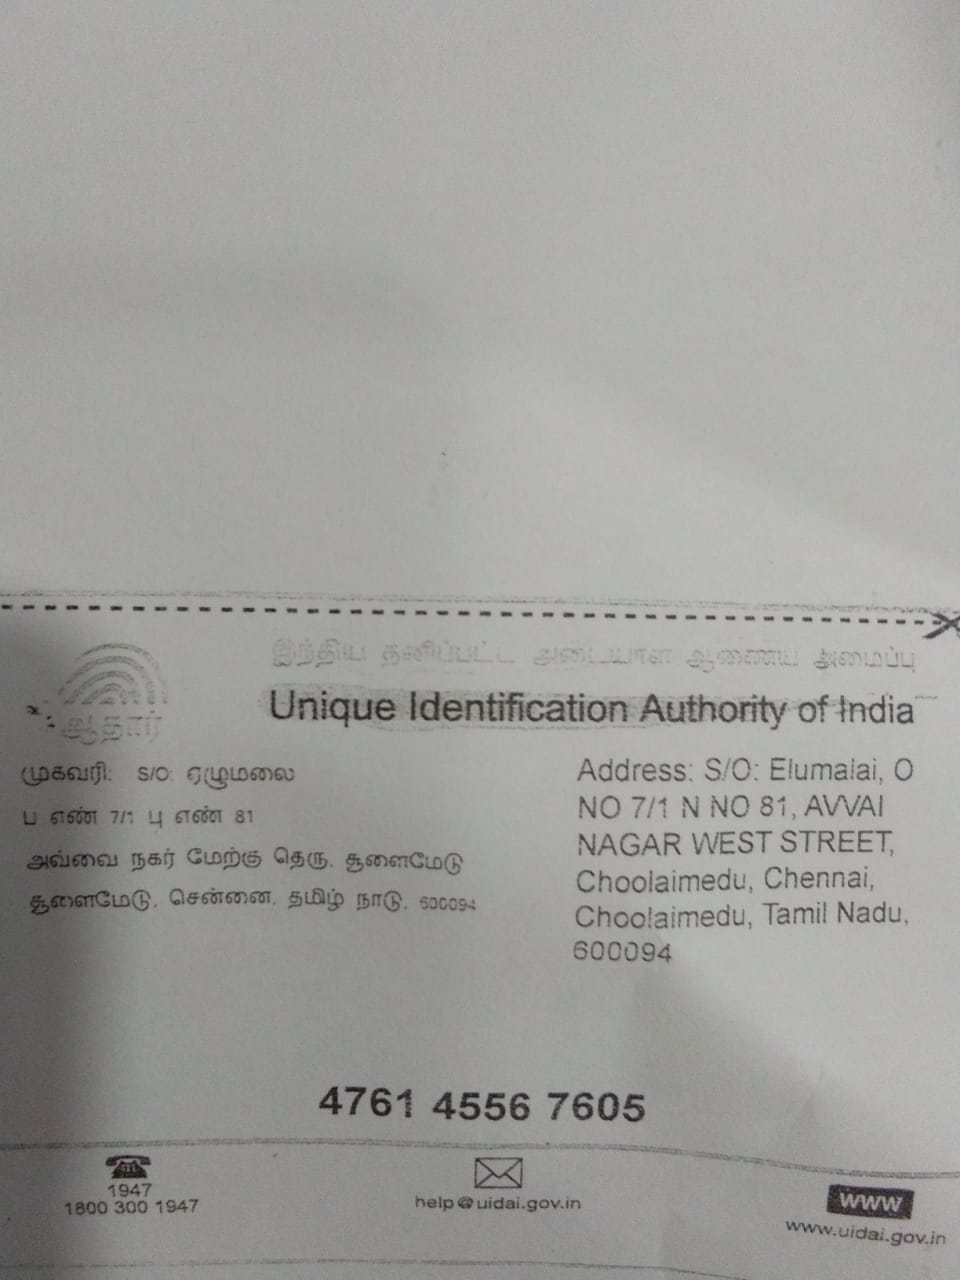 இந்திய தனிப்பட்ட அடையாள ஆணைய அமைப்பு
ஆதார்
Unique Identification Authority of India
முகவரி: S/O: ஏழுமலை
ப எண் 7/1 பு எண் 81
அவ்வை நகர் மேற்கு தெரு, சூளைமேடு
சூளைமேடு, சென்னை, தமிழ் நாடு, 600094
Address: S/O: Elumalai, O
NO 7/1 N NO 81, AVVAI
NAGAR WEST STREET,
Choolaimedu, Chennai,
Choolaimedu, Tamil Nadu,
600094
4761 4556 7605
1947
1800 300 1947
help@uidai.gov.in
www
www.uidai.gov.in